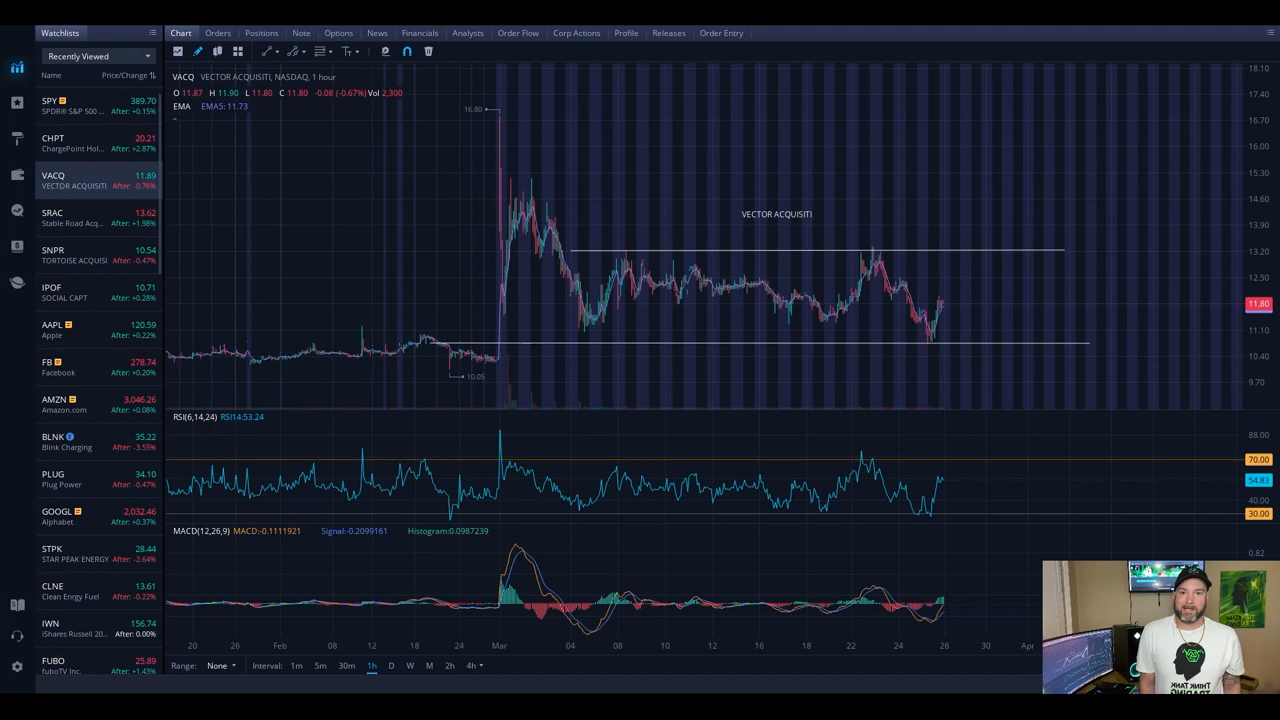 Watchlists
Chart Orders Positions Note Options News Financials Analysts Order Flow Corp Actions Profile Releases Order Entry
Recently Viewed
Name Price/Change
SPY 389.70
SPDR® S&P 500 ... After: +0.15%
CHPT 20.21
ChargePoint Hol... After: +2.87%
VACQ 11.89
VECTOR ACQUISITI After: -0.76%
SRAC 13.62
Stable Road Acq... After: +1.98%
SNPR 10.54
TORTOISE ACQUISI After: -0.47%
IPOF 10.71
SOCIAL CAPT After: +0.28%
AAPL 120.59
Apple After: +0.22%
FB 278.74
Facebook After: +0.20%
AMZN 3,046.26
Amazon.com After: +0.08%
BLNK 35.22
Blink Charging After: -3.55%
PLUG 34.10
Plug Power After: -0.47%
GOOGL 2,032.46
Alphabet After: +0.37%
STPK 28.44
STAR PEAK ENERGY After: -2.64%
CLNE 13.61
Clean Enrgy Fuel After: -0.22%
IWN 156.74
iShares Russell 20... After: 0.00%
FUBO 25.89
fuboTV Inc. After: +1.43%
VACQ VECTOR ACQUISITI, NASDAQ, 1 hour
O 11.87 H 11.90 L 11.80 C 11.80 -0.08 (-0.67%) Vol 2,300
EMA EMA5: 11.73
16.80
VECTOR ACQUISITI
10.05
18.10
17.40
16.70
16.00
15.30
14.60
13.90
13.20
12.50
11.80
11.10
10.40
9.70
RSI(6,14,24) RSI14:53.24
88.00
70.00
54.83
40.00
30.00
MACD(12,26,9) MACD:-0.1111921 Signal:-0.2099161 Histogram:0.0987239
0.82
18 26 Feb 08 12 18 24 Mar 04 08 12 16 18 22 24 26 30 Apr
Range: None Interval: 1m 5m 30m 1h D W M 2h 4h
THINK TANK
TRADING